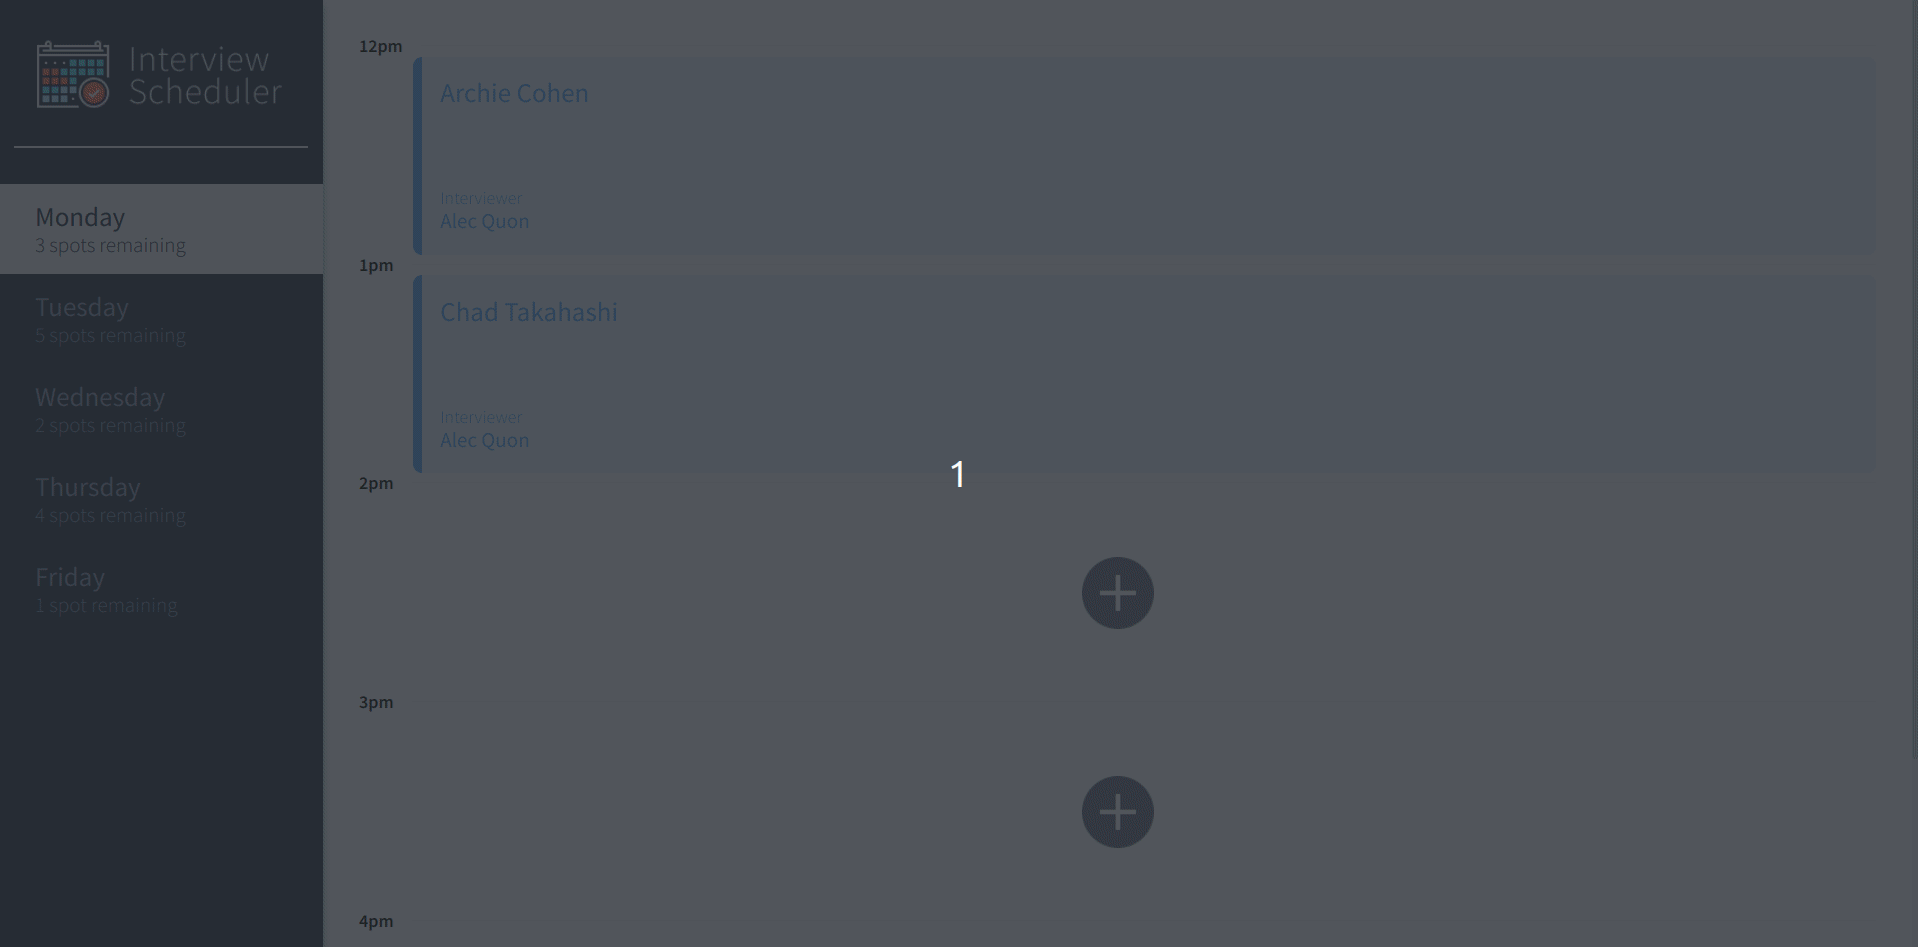 Interview
Scheduler
Monday
3 spots remaining
Tuesday
5 spots remaining
Wednesday
2 spots remaining
Thursday
4 spots remaining
Friday
1 spot remaining
12pm
Archie Cohen
Interviewer
Alec Quon
1pm
Chad Takahashi
Interviewer
Alec Quon
1
2pm
3pm
4pm